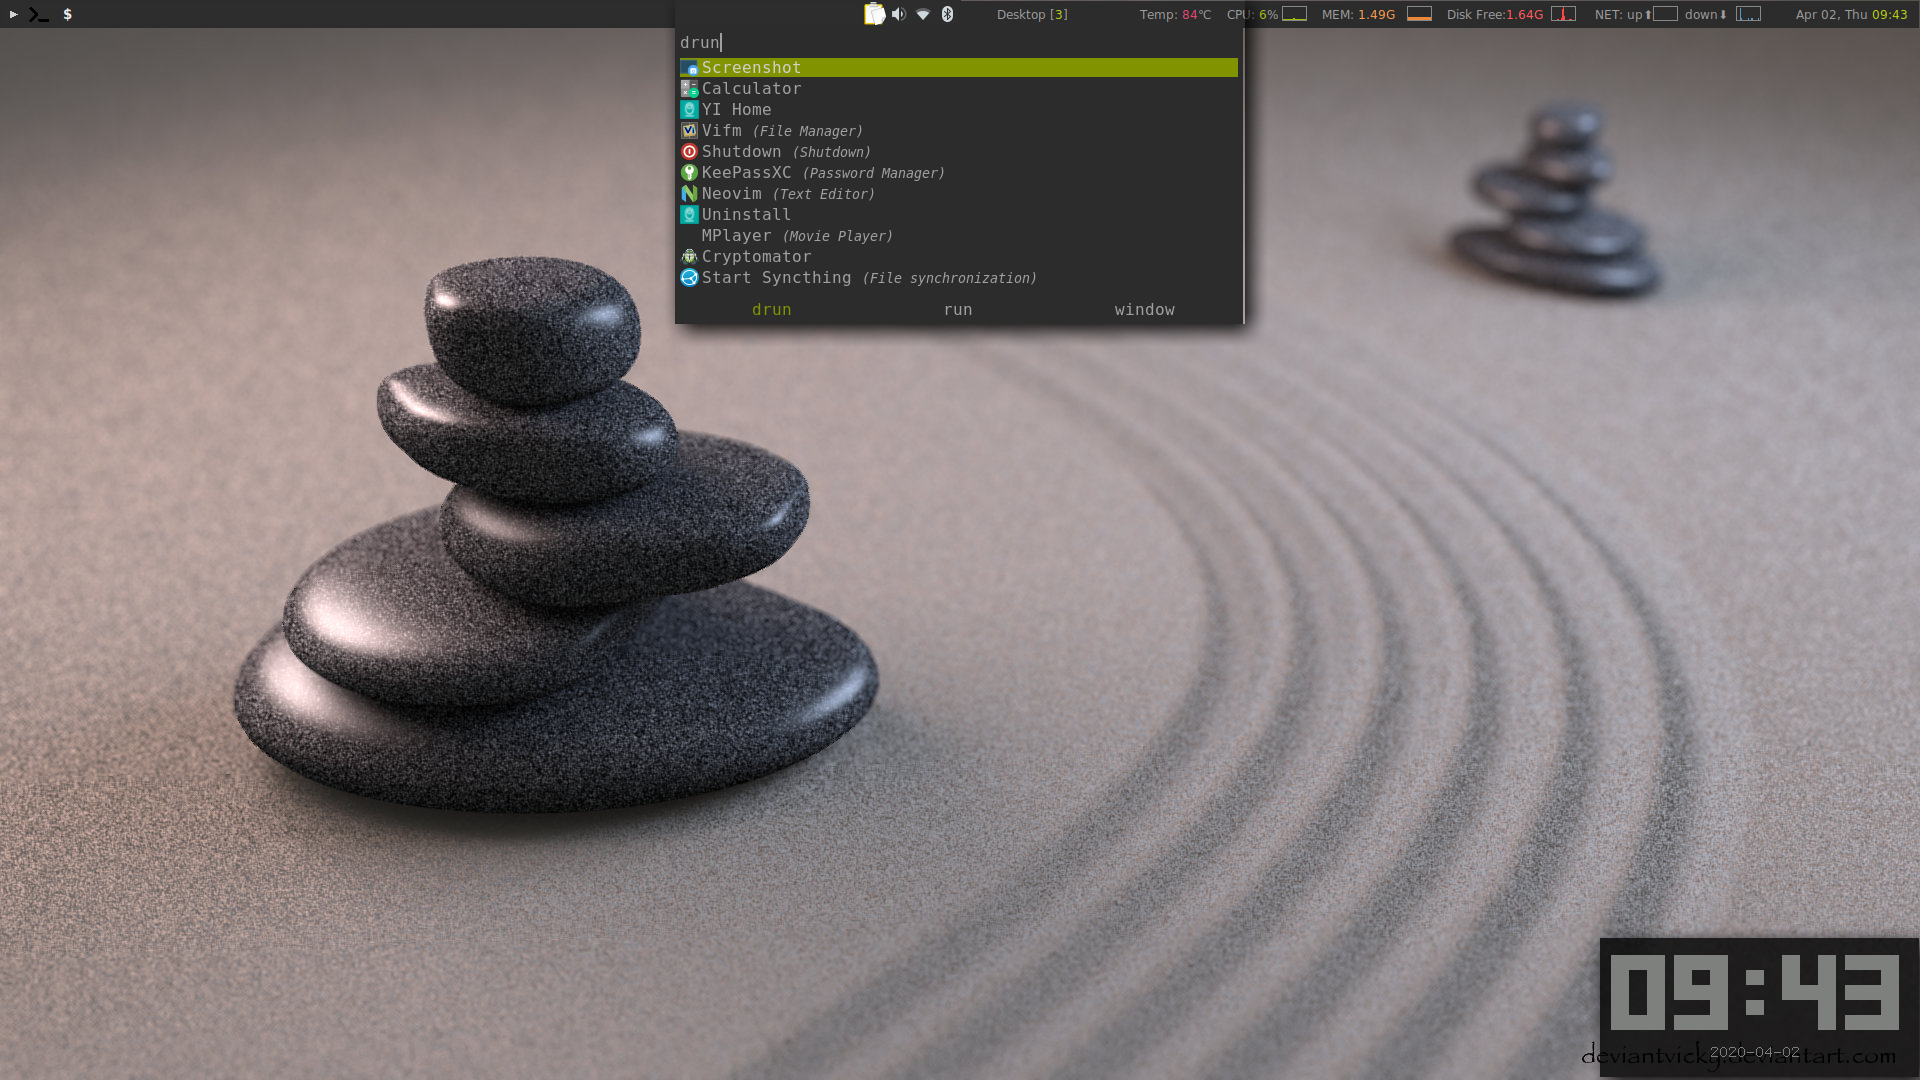 $
Desktop [3]
Temp: 84°C CPU: 6% MEM: 1.49G Disk Free:1.64G NET: up⬆ down⬇ Apr 02, Thu 09:43
drun
Screenshot
Calculator
YI Home
Vifm (File Manager)
Shutdown (Shutdown)
KeePassXC (Password Manager)
Neovim (Text Editor)
Uninstall
MPlayer (Movie Player)
Cryptomator
Start Syncthing (File synchronization)
drun run window
09:43
2020-04-02
deviantvicky.deviantart.com